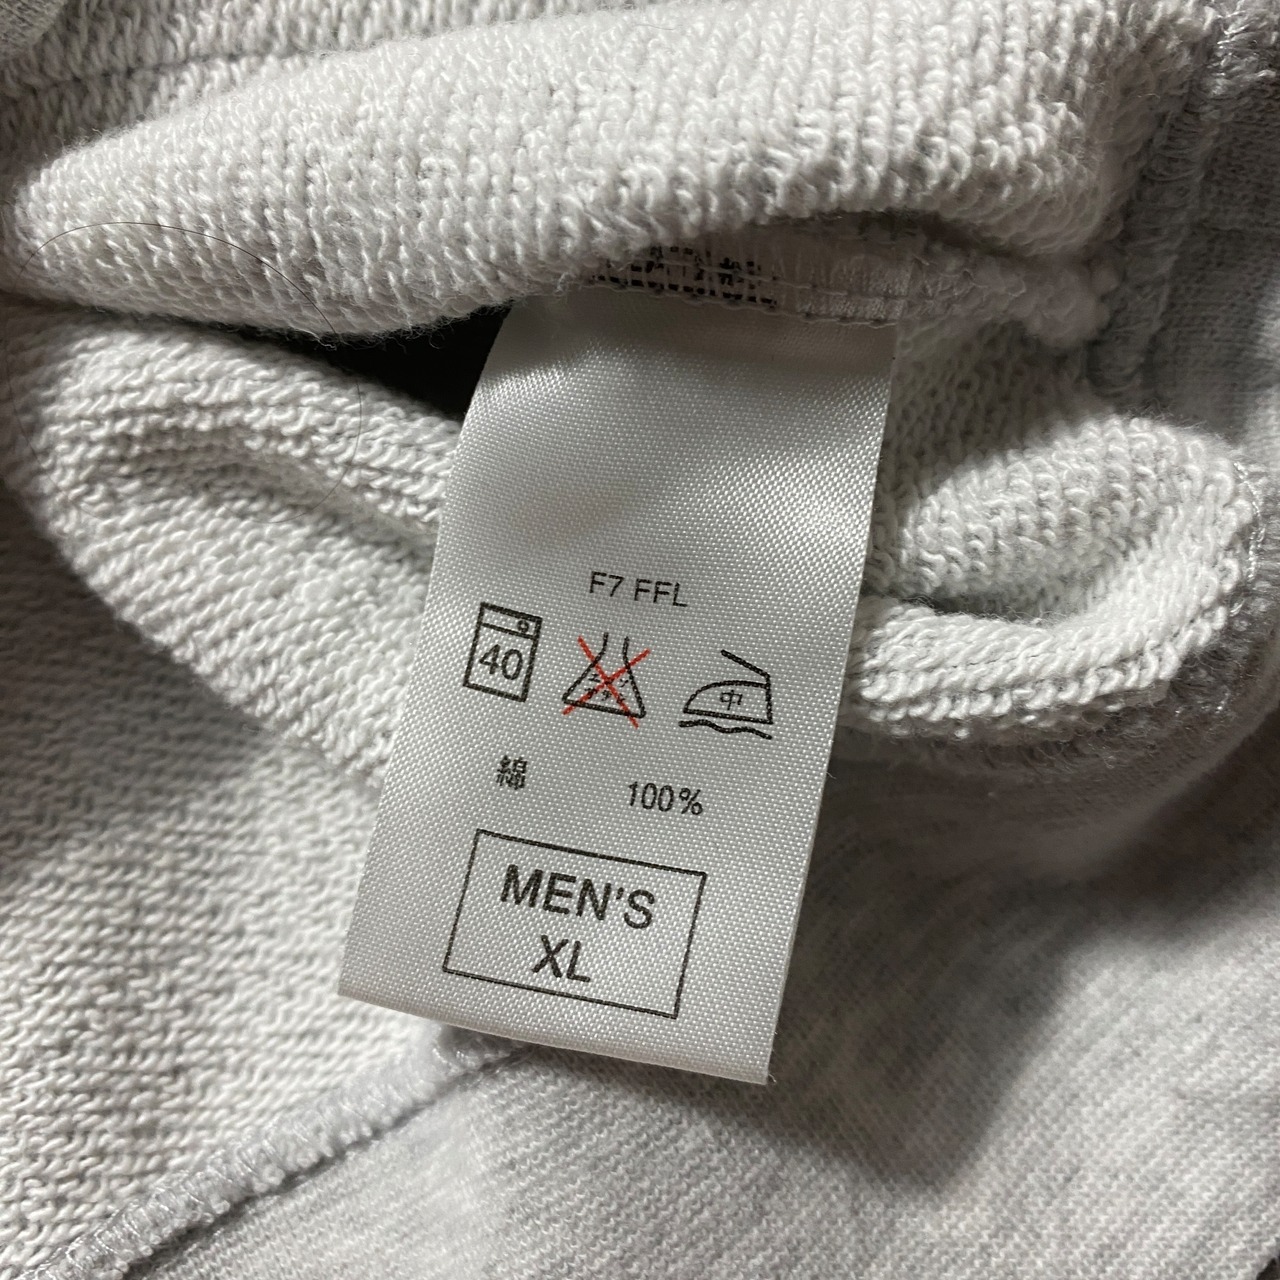 F7 FFL
40
中
綿 100%
MEN'S
XL